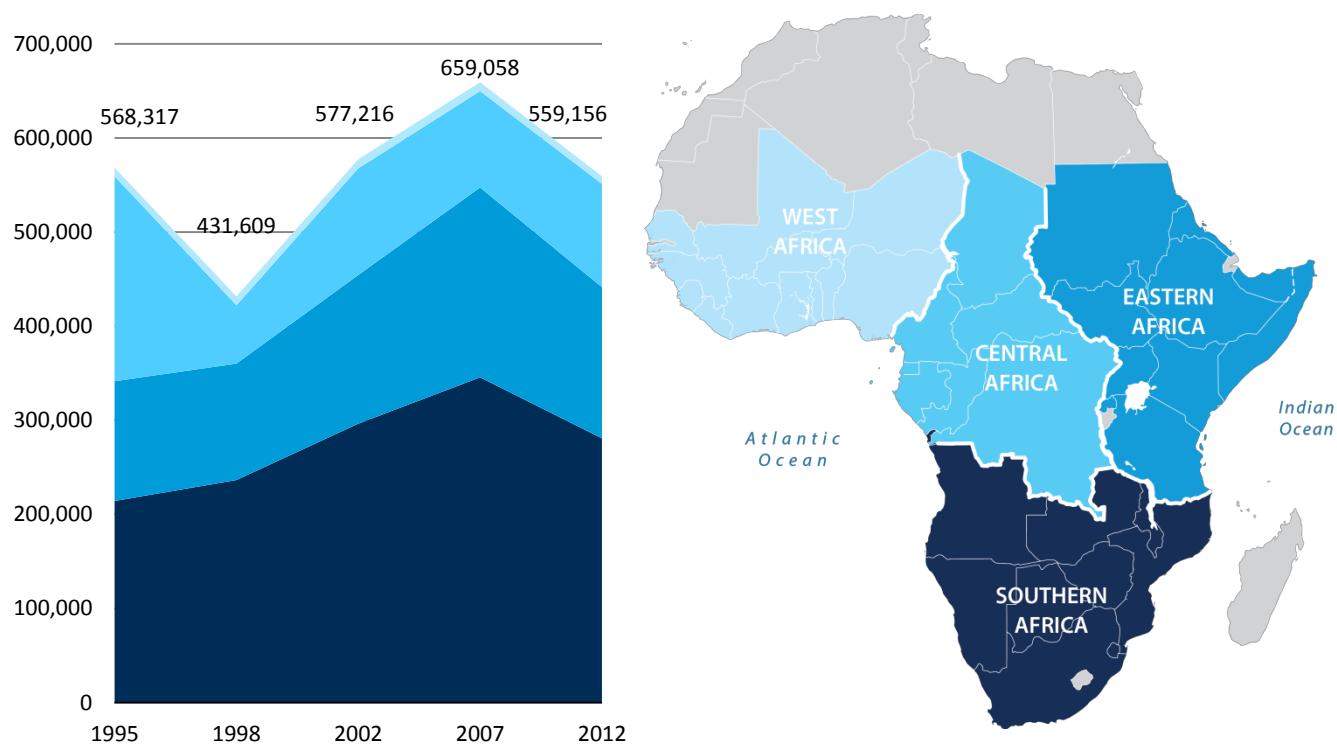 700,000
600,000
500,000
400,000
300,000
200,000
100,000
0
568,317
431,609
577,216
659,058
559,156
1995
1998
2002
2007
2012
WEST
AFRICA
EASTERN
AFRICA
CENTRAL
AFRICA
SOUTHERN
AFRICA
Atlantic
Ocean
Indian
Ocean